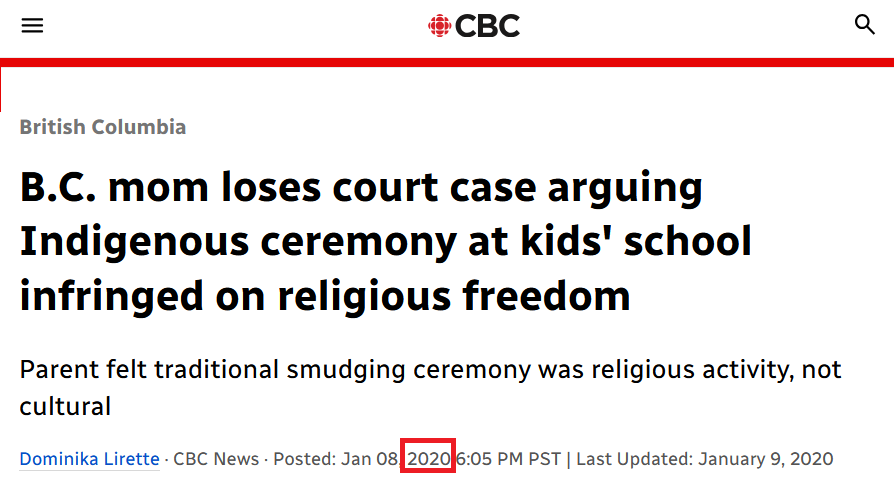 CBC
British Columbia
B.C. mom loses court case arguing
Indigenous ceremony at kids' school
infringed on religious freedom
Parent felt traditional smudging ceremony was religious activity, not
cultural
Dominika Lirette · CBC News · Posted: Jan 08, 2020 6:05 PM PST | Last Updated: January 9, 2020